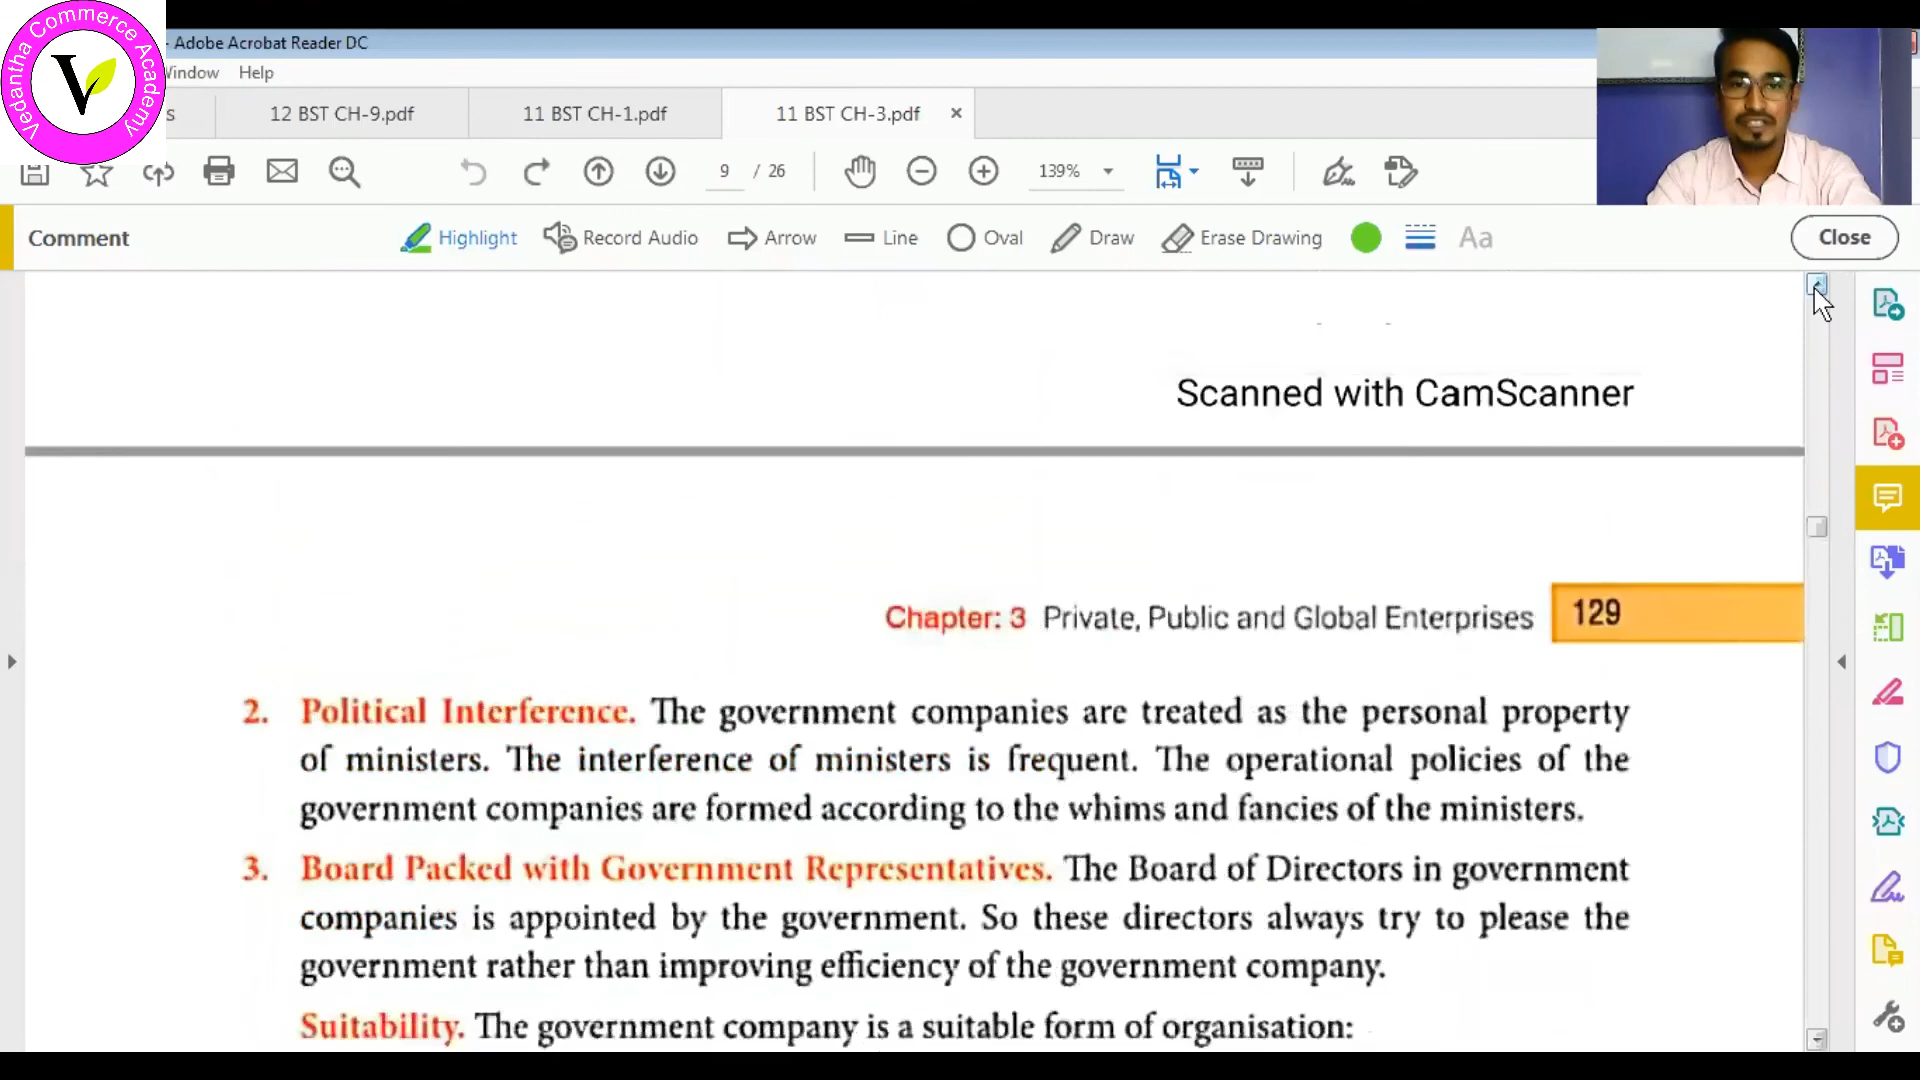 Vedantha Commerce Academy
V
- Adobe Acrobat Reader DC
Window Help
s 12 BST CH-9.pdf 11 BST CH-1.pdf 11 BST CH-3.pdf ×
9 / 26 139%
Comment Highlight Record Audio Arrow Line Oval Draw Erase Drawing Aa Close
Scanned with CamScanner
Chapter: 3 Private, Public and Global Enterprises 129
2. Political Interference. The government companies are treated as the personal property
of ministers. The interference of ministers is frequent. The operational policies of the
government companies are formed according to the whims and fancies of the ministers.
3. Board Packed with Government Representatives. The Board of Directors in government
companies is appointed by the government. So these directors always try to please the
government rather than improving efficiency of the government company.
Suitability. The government company is a suitable form of organisation: